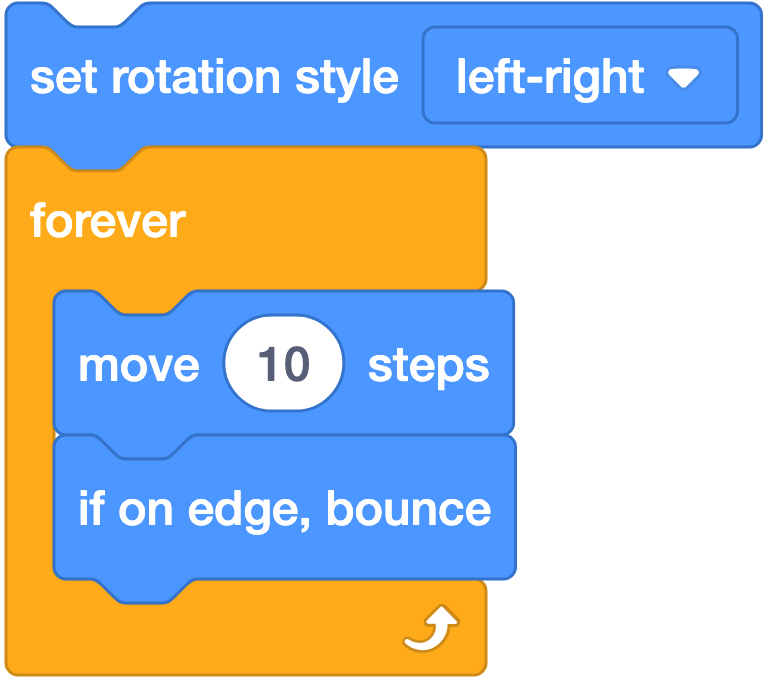 set rotation style left-right
forever
move 10 steps
if on edge, bounce